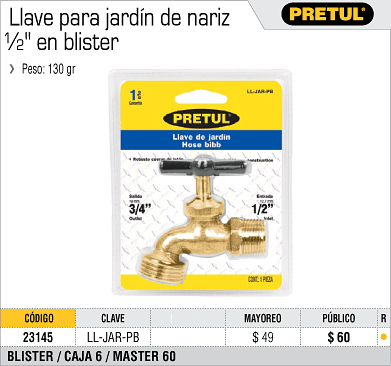 Llave para jardín de nariz
½" en blister
PRETUL®
Peso: 130 gr
1 año
Garantía
LL-JAR-PB
PRETUL®
Llave de jardín
Hose bibb
Salida
3/4"
Outlet
Entrada
1/2"
Inlet
CONT. 1 PIEZA
CÓDIGO CLAVE MAYOREO PÚBLICO R
23145 LL-JAR-PB $ 49 $ 60
BLISTER / CAJA 6 / MASTER 60